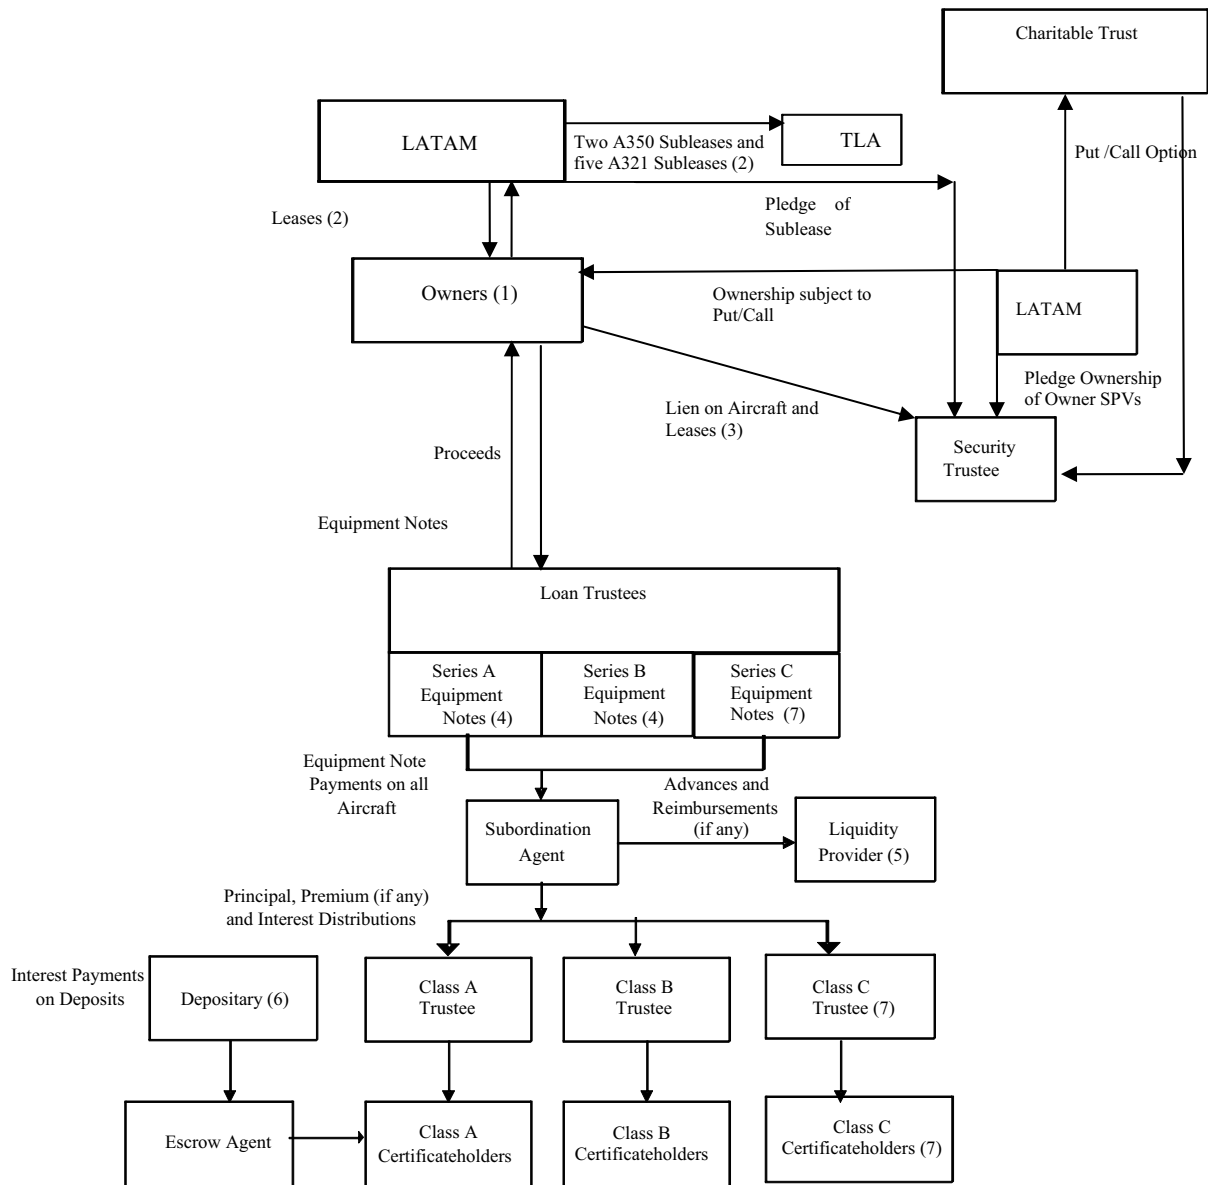 Charitable Trust
LATAM
Two A350 Subleases and
five A321 Subleases (2)
TLA
Put /Call Option
Leases (2)
Pledge of
Sublease
Owners (1)
Ownership subject to
Put/Call
LATAM
Pledge Ownership
of Owner SPVs
Lien on Aircraft and
Leases (3)
Security
Trustee
Proceeds
Equipment Notes
Loan Trustees
Series A
Equipment
Notes (4)
Series B
Equipment
Notes (4)
Series C
Equipment
Notes (7)
Equipment Note
Payments on all
Aircraft
Advances and
Reimbursements
(if any)
Subordination
Agent
Liquidity
Provider (5)
Principal, Premium (if any)
and Interest Distributions
Interest Payments
on Deposits
Depositary (6)
Class A
Trustee
Class B
Trustee
Class C
Trustee (7)
Escrow Agent
Class A
Certificateholders
Class B
Certificateholders
Class C
Certificateholders (7)